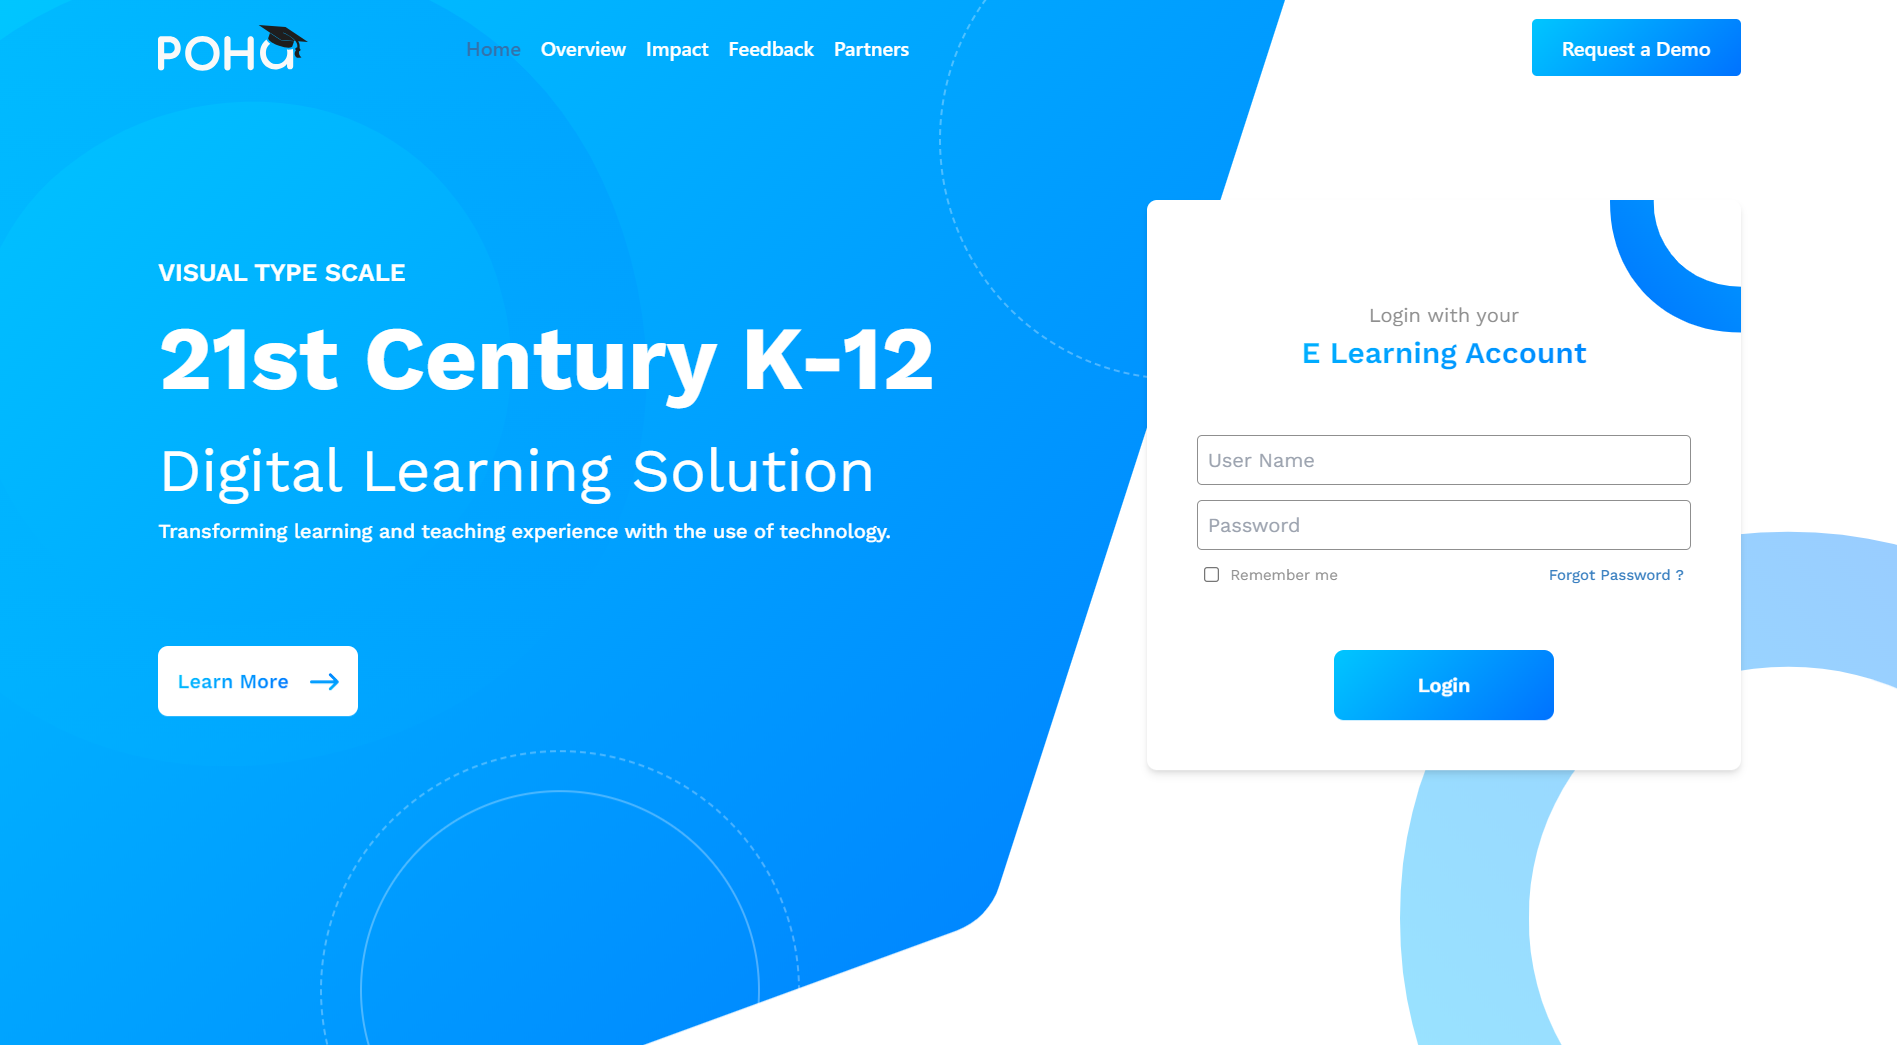 POHa
Home Overview Impact Feedback Partners
Request a Demo
VISUAL TYPE SCALE
21st Century K-12
Digital Learning Solution
Transforming learning and teaching experience with the use of technology.
Learn More
Login with your
E Learning Account
User Name
Password
Remember me Forgot Password ?
Login